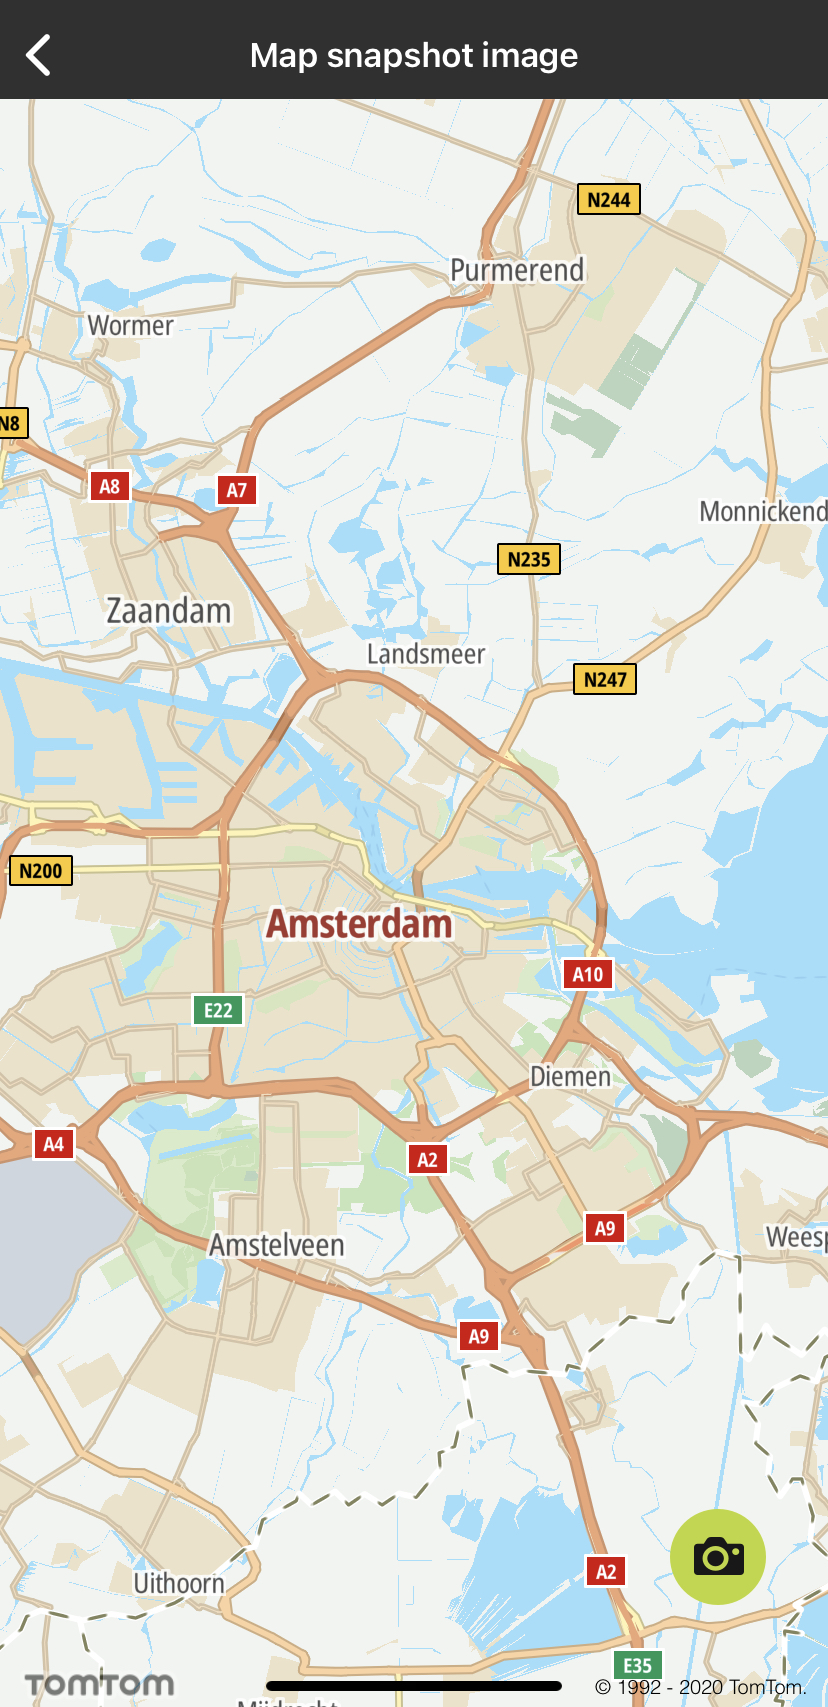 Map snapshot image
N244
Purmerend
Wormer
N8
A8
A7
Monnickend
N235
Zaandam
Landsmeer
N247
N200
Amsterdam
A10
E22
Diemen
A4
A2
A9
Weesp
Amstelveen
A9
A2
Uithoorn
E35
TOMTOM
© 1992 - 2020 TomTom.